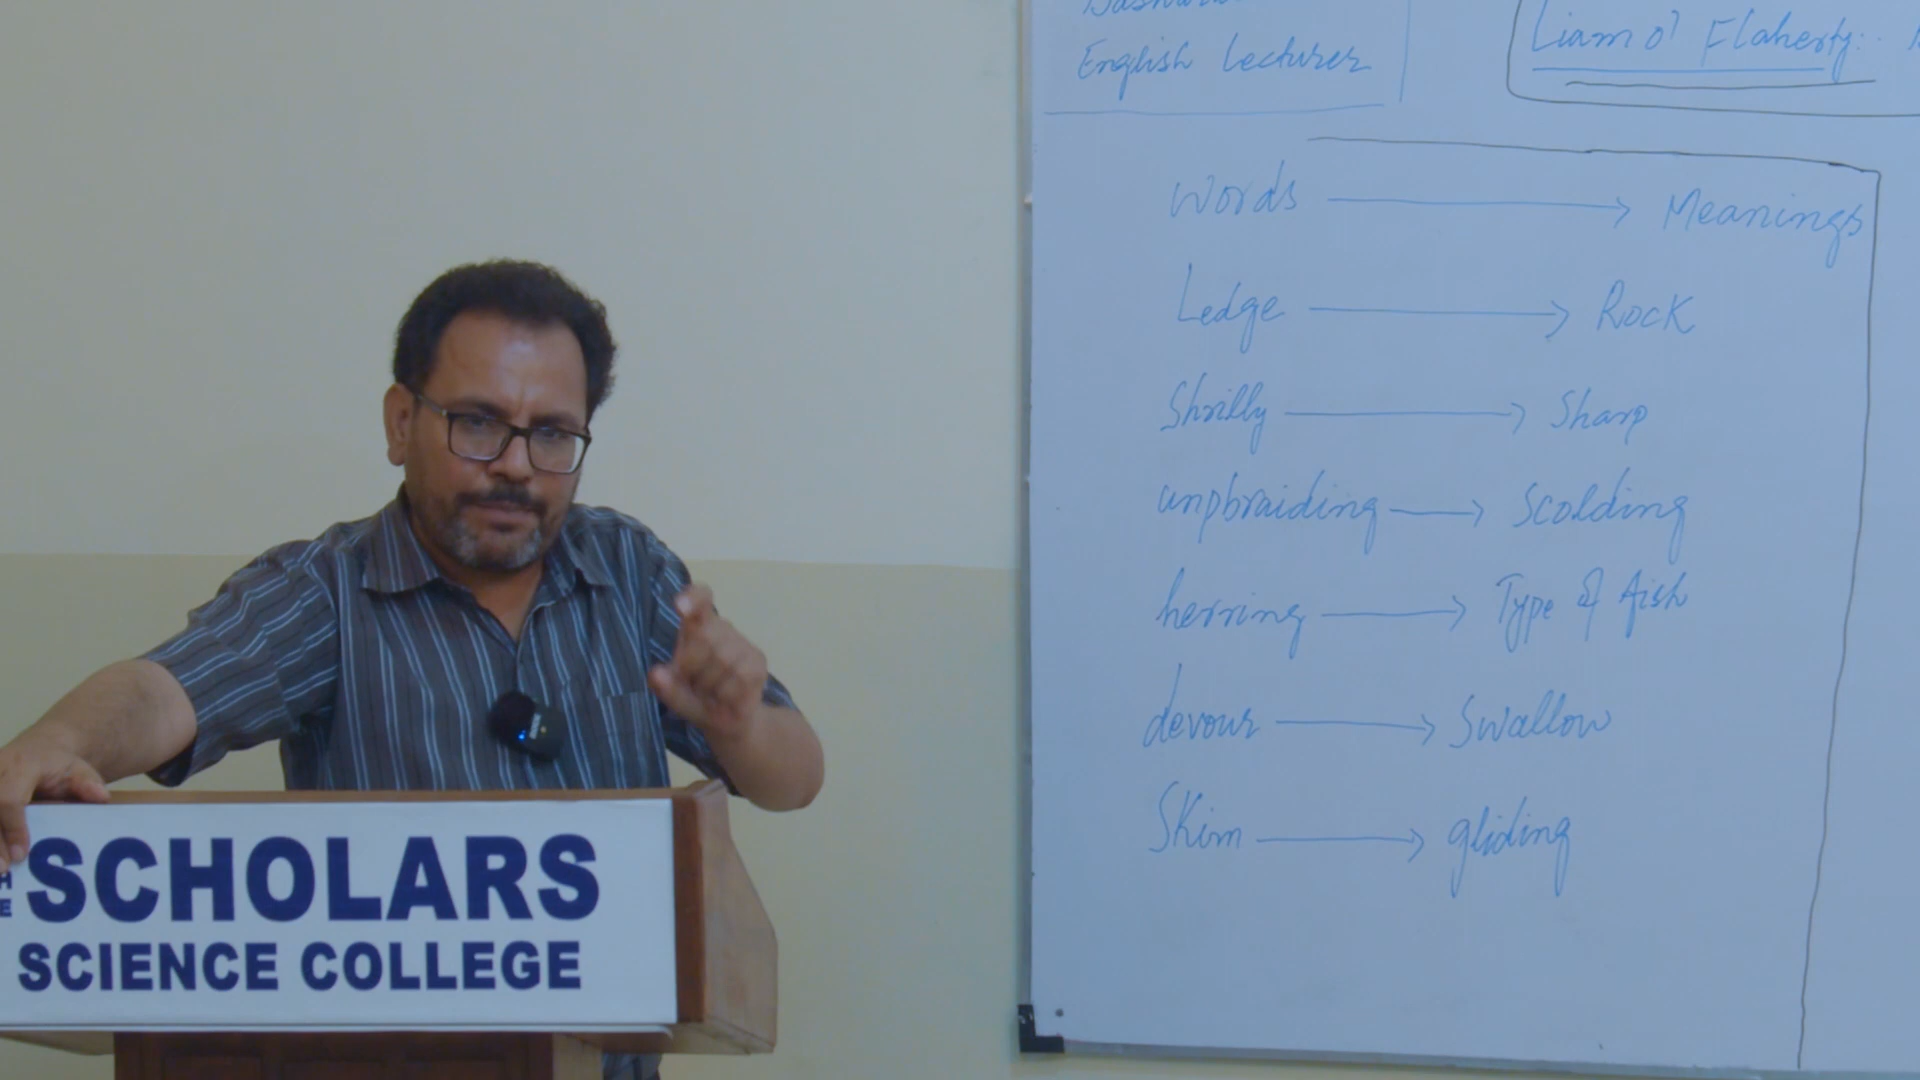 English Lecturer
Liam o' Flaherty:
Words → Meanings
Ledge → Rock
Shrilly → Sharp
unpbraiding → Scolding
herring → Type of fish
devour → Swallow
Skim → gliding
SCHOLARS
SCIENCE COLLEGE